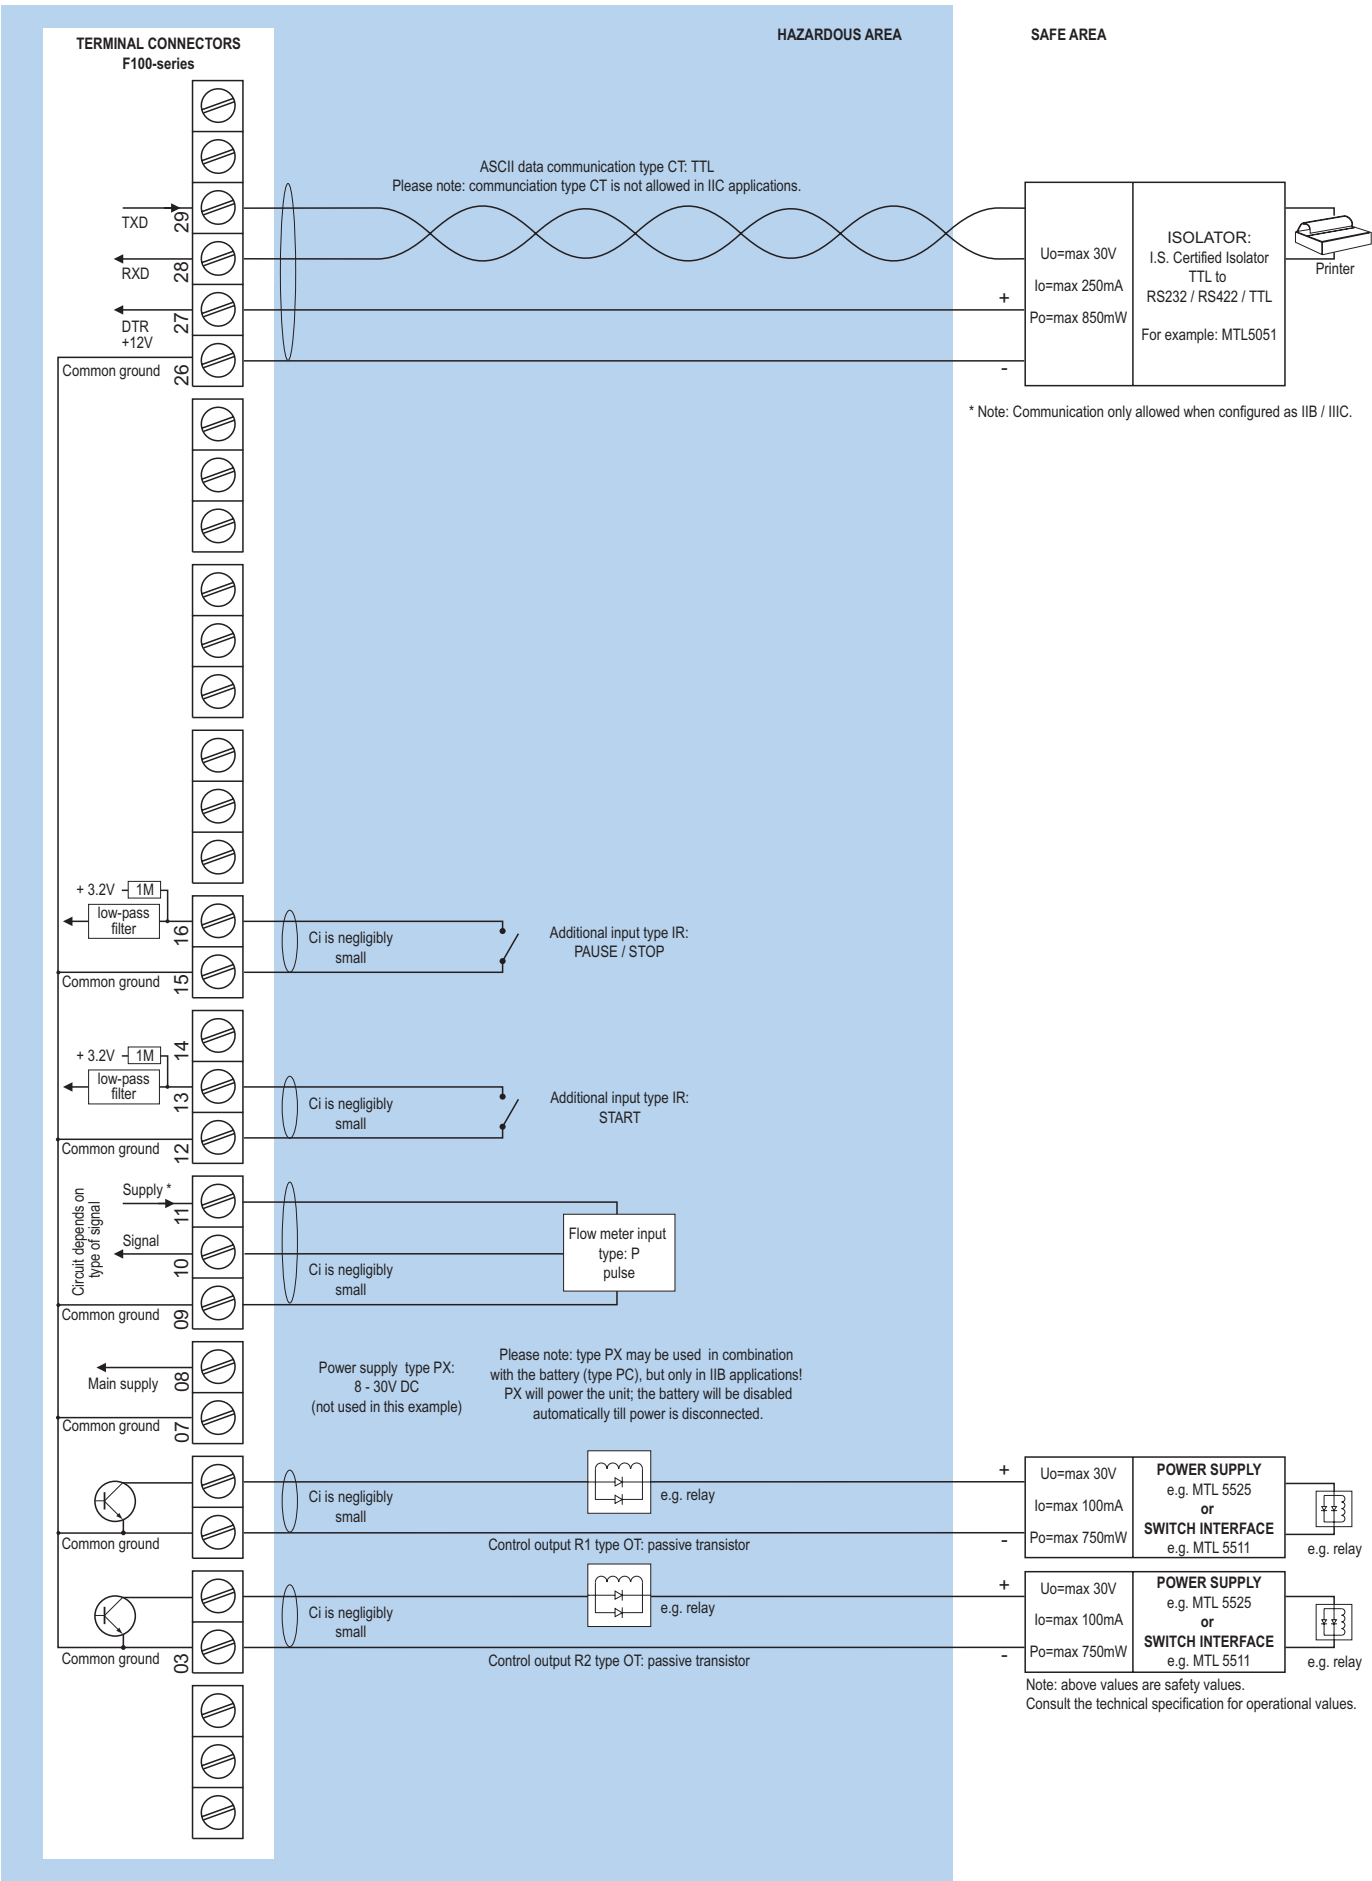 HAZARDOUS AREA
SAFE AREA
TERMINAL CONNECTORS
F100-series
ASCII data communication type CT: TTL
Please note: communciation type CT is not allowed in IIC applications.
TXD
29
RXD
28
DTR
+12V
27
Common ground
26
+
-
Uo=max 30V
Io=max 250mA
Po=max 850mW
ISOLATOR:
I.S. Certified Isolator
TTL to
RS232 / RS422 / TTL
For example: MTL5051
Printer
* Note: Communication only allowed when configured as IIB / IIIC.
+ 3.2V
1M
low-pass
filter
16
Common ground
15
Ci is negligibly
small
Additional input type IR:
PAUSE / STOP
14
+ 3.2V
1M
low-pass
filter
13
Common ground
12
Ci is negligibly
small
Additional input type IR:
START
Circuit depends on
type of signal
Supply *
11
Signal
10
Common ground
09
Ci is negligibly
small
Flow meter input
type: P
pulse
Main supply
08
Common ground
07
Power supply type PX:
8 - 30V DC
(not used in this example)
Please note: type PX may be used in combination
with the battery (type PC), but only in IIB applications!
PX will power the unit; the battery will be disabled
automatically till power is disconnected.
Common ground
Ci is negligibly
small
e.g. relay
Control output R1 type OT: passive transistor
+
-
Uo=max 30V
Io=max 100mA
Po=max 750mW
POWER SUPPLY
e.g. MTL 5525
or
SWITCH INTERFACE
e.g. MTL 5511
e.g. relay
Common ground
03
Ci is negligibly
small
e.g. relay
Control output R2 type OT: passive transistor
+
-
Uo=max 30V
Io=max 100mA
Po=max 750mW
POWER SUPPLY
e.g. MTL 5525
or
SWITCH INTERFACE
e.g. MTL 5511
e.g. relay
Note: above values are safety values.
Consult the technical specification for operational values.